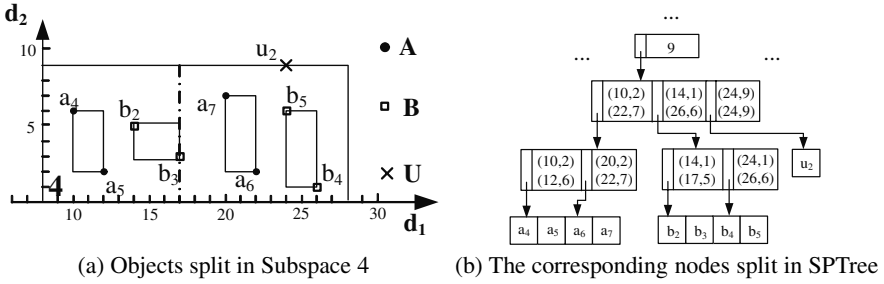 d₂
10
5
4
a₄
a₅
b₂
b₃
a₇
a₆
u₂
b₅
b₄
A
B
U
10 15 20 25 30
d₁
(a) Objects split in Subspace 4
...
9
... ...
(10,2) (14,1) (24,9)
(22,7) (26,6) (24,9)
(10,2) (20,2) (14,1) (24,1)
(12,6) (22,7) (17,5) (26,6)
u₂
a₄ a₅ a₆ a₇ b₂ b₃ b₄ b₅
(b) The corresponding nodes split in SPTree